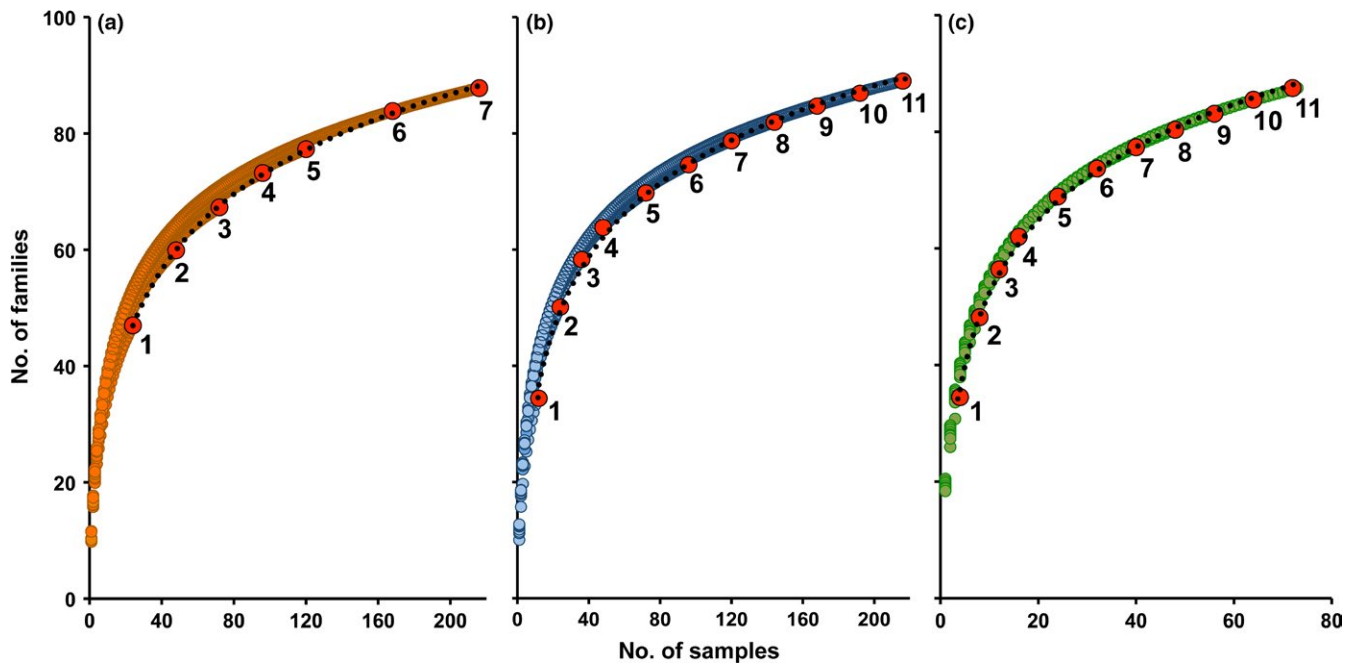 (a) (b) (c)
100
80
60
40
20
0
No. of families
1 2 3 4 5 6 7
1 2 3 4 5 6 7 8 9 10 11
1 2 3 4 5 6 7 8 9 10 11
0 40 80 120 160 200
0 40 80 120 160 200
0 20 40 60 80
No. of samples